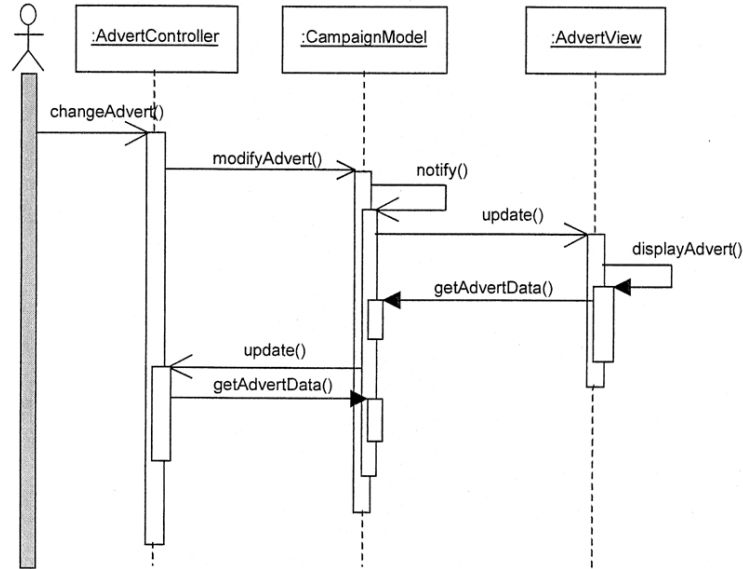 :AdvertController
:CampaignModel
:AdvertView
changeAdvert()
modifyAdvert()
notify()
update()
displayAdvert()
getAdvertData()
update()
getAdvertData()